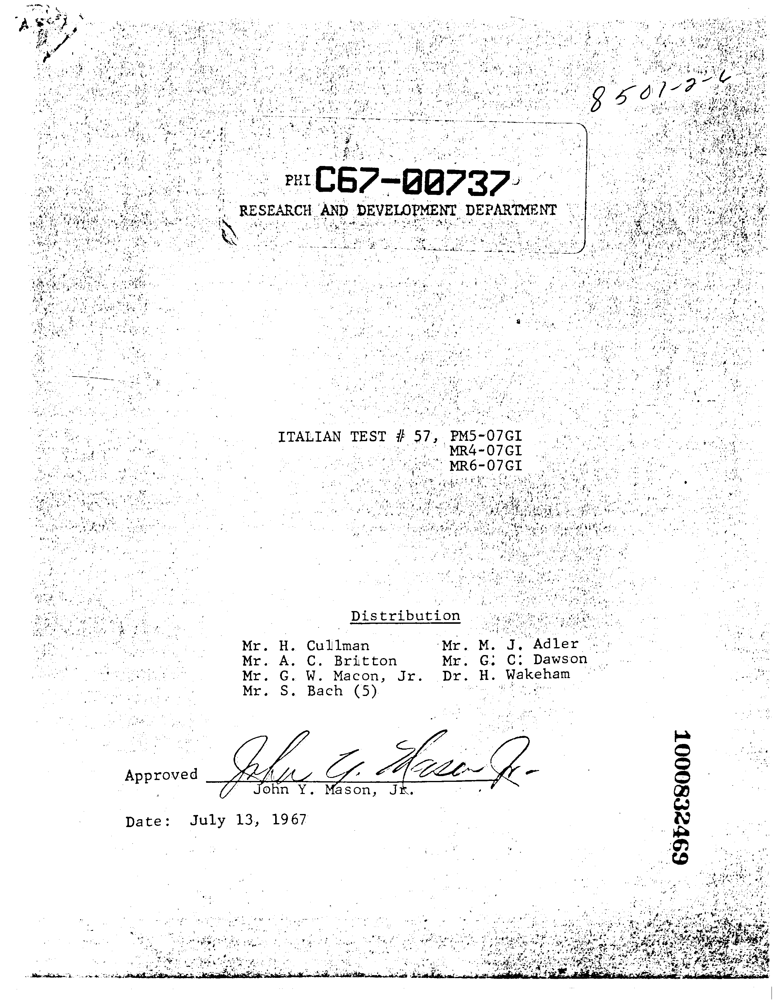 8501-2-6
PHI C67-00737
RESEARCH AND DEVELOPMENT DEPARTMENT
ITALIAN TEST # 57, PM5-07GI
MR4-07GI
MR6-07GI
Distribution
Mr. H. Cullman Mr. M. J. Adler
Mr. A. C. Britton Mr. G. C. Dawson
Mr. G. W. Macon, Jr. Dr. H. Wakeham
Mr. S. Bach (5)
Approved John Y. Mason Jr.
John Y. Mason, Jr.
Date: July 13, 1967
1000832469